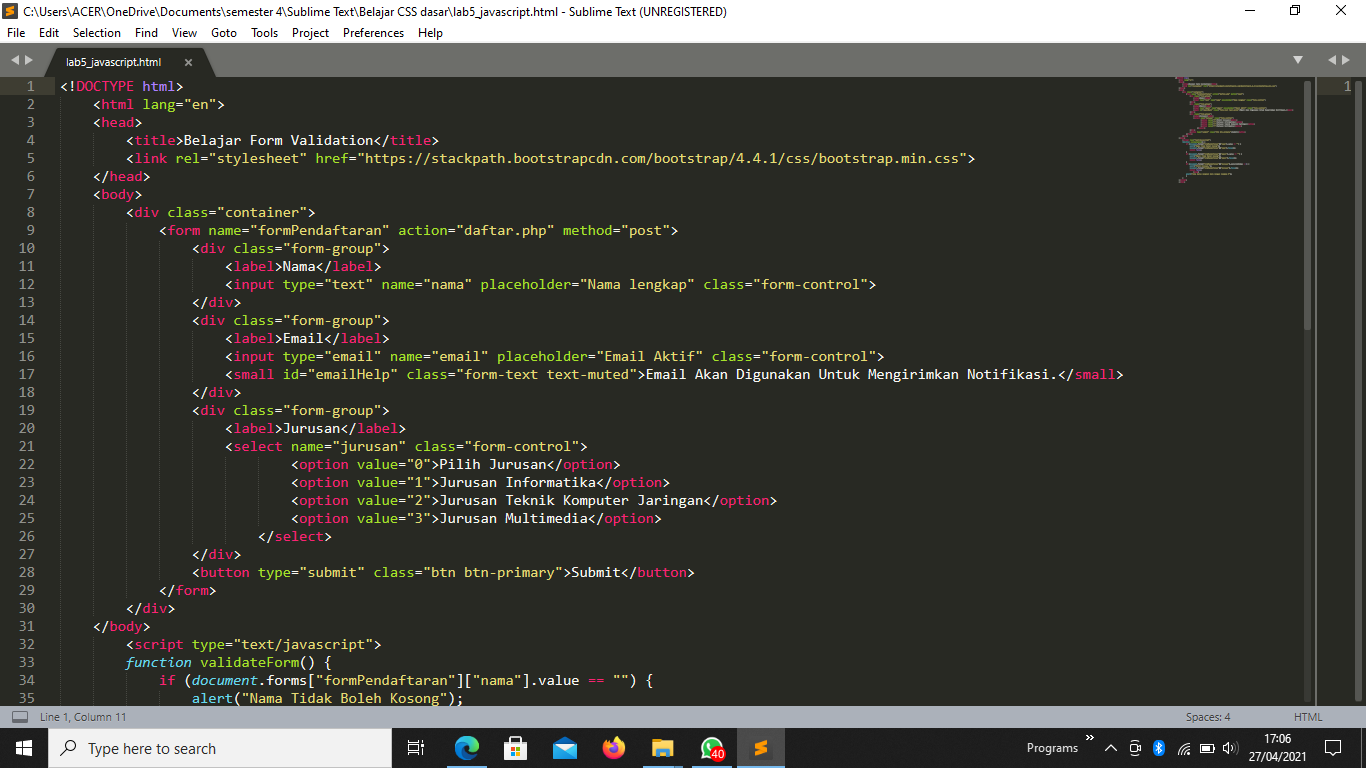 C:\Users\ACER\OneDrive\Documents\semester 4\Sublime Text\Belajar CSS dasar\lab5_javascript.html - Sublime Text (UNREGISTERED)
File Edit Selection Find View Goto Tools Project Preferences Help
lab5_javascript.html
1 <!DOCTYPE html> 1
2 <html lang="en">
3 <head>
4 <title>Belajar Form Validation</title>
5 <link rel="stylesheet" href="https://stackpath.bootstrapcdn.com/bootstrap/4.4.1/css/bootstrap.min.css">
6 </head>
7 <body>
8 <div class="container">
9 <form name="formPendaftaran" action="daftar.php" method="post">
10 <div class="form-group">
11 <label>Nama</label>
12 <input type="text" name="nama" placeholder="Nama lengkap" class="form-control">
13 </div>
14 <div class="form-group">
15 <label>Email</label>
16 <input type="email" name="email" placeholder="Email Aktif" class="form-control">
17 <small id="emailHelp" class="form-text text-muted">Email Akan Digunakan Untuk Mengirimkan Notifikasi.</small>
18 </div>
19 <div class="form-group">
20 <label>Jurusan</label>
21 <select name="jurusan" class="form-control">
22 <option value="0">Pilih Jurusan</option>
23 <option value="1">Jurusan Informatika</option>
24 <option value="2">Jurusan Teknik Komputer Jaringan</option>
25 <option value="3">Jurusan Multimedia</option>
26 </select>
27 </div>
28 <button type="submit" class="btn btn-primary">Submit</button>
29 </form>
30 </div>
31 </body>
32 <script type="text/javascript">
33 function validateForm() {
34 if (document.forms["formPendaftaran"]["nama"].value == "") {
35 alert("Nama Tidak Boleh Kosong");
Line 1, Column 11 Spaces: 4 HTML
Type here to search
40
Programs
17:06
27/04/2021